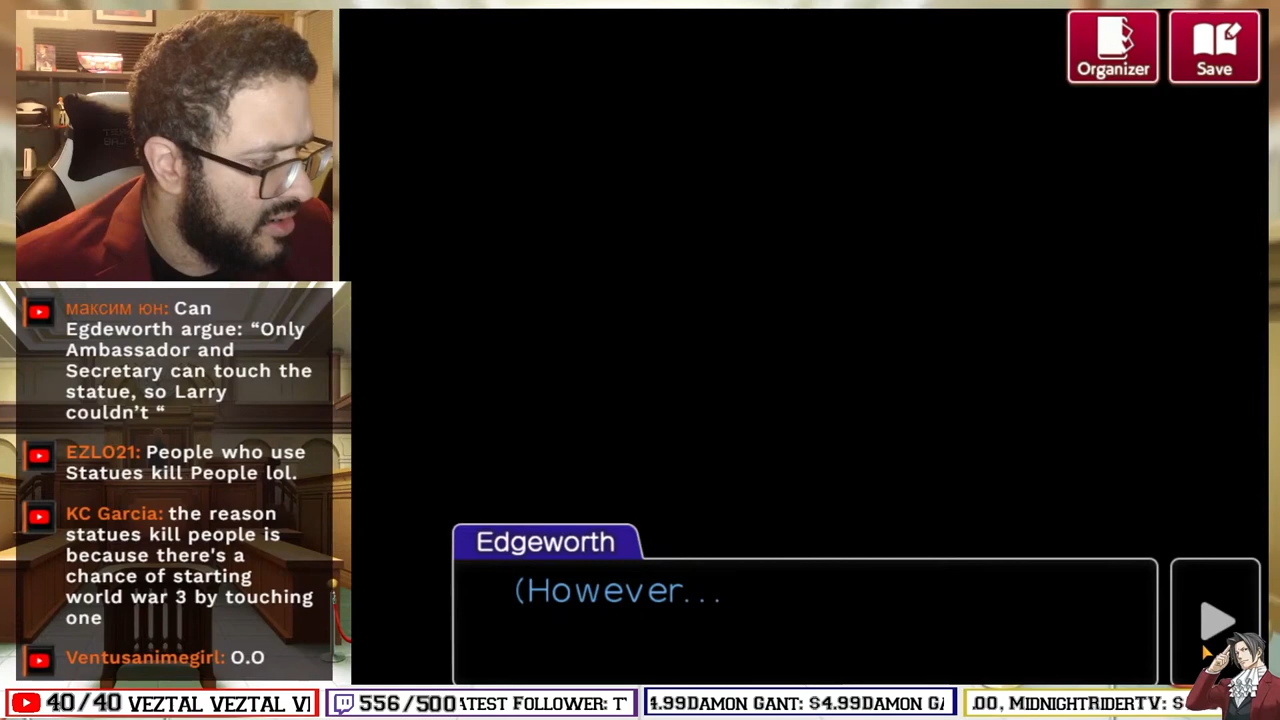 Organizer
Save
максим юн: Can
Egdeworth argue: “Only
Ambassador and
Secretary can touch the
statue, so Larry
couldn’t “
EZLO21: People who use
Statues kill People lol.
KC Garcia: the reason
statues kill people is
because there's a
chance of starting
world war 3 by touching
one
Ventusanimegirl: O.O
Edgeworth
(However...
40/40 VEZTAL VEZTAL
556/500 TEST FOLLOWER: T
4.99DAMON GANT: $4.99DAMON
.00, MIDNIGHTRIDERTV: $